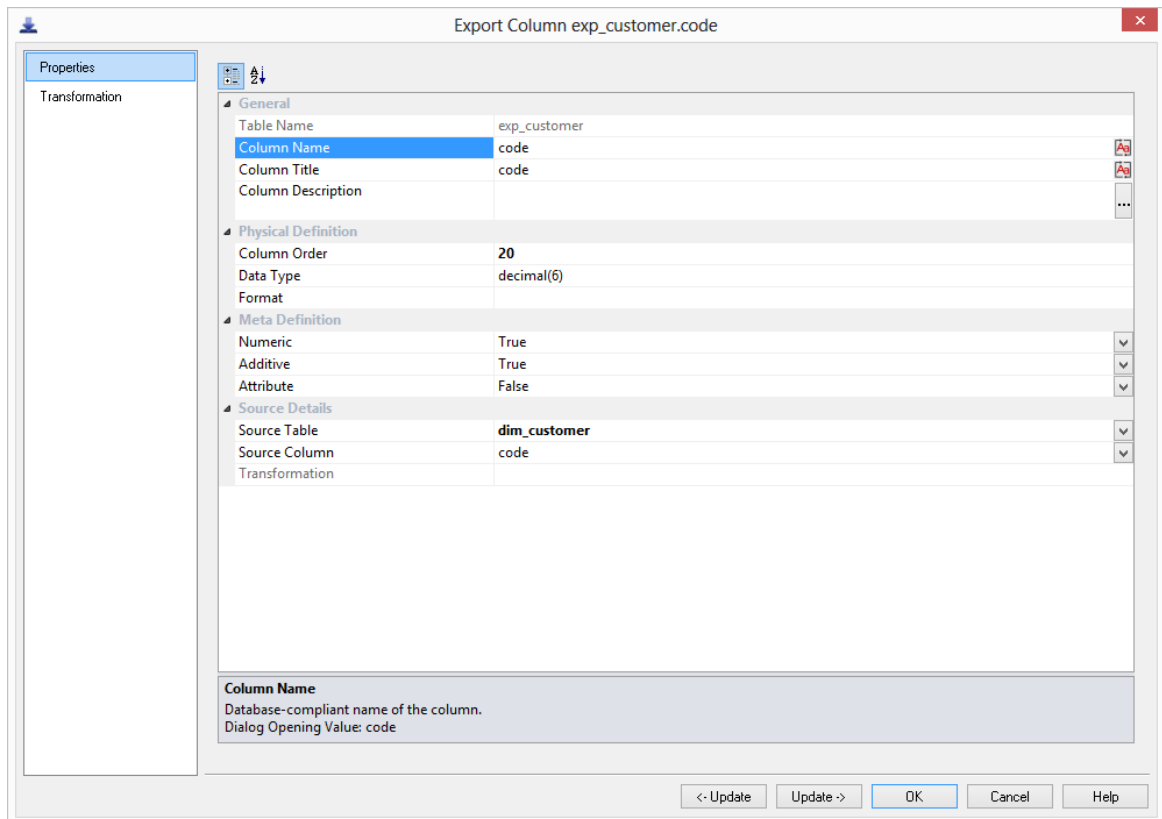 Export Column exp_customer.code
Properties
Transformation
General
Table Name exp_customer
Column Name code
Column Title code
Column Description
...
Physical Definition
Column Order 20
Data Type decimal(6)
Format
Meta Definition
Numeric True
Additive True
Attribute False
Source Details
Source Table dim_customer
Source Column code
Transformation
Column Name
Database-compliant name of the column.
Dialog Opening Value: code
<- Update Update -> OK Cancel Help